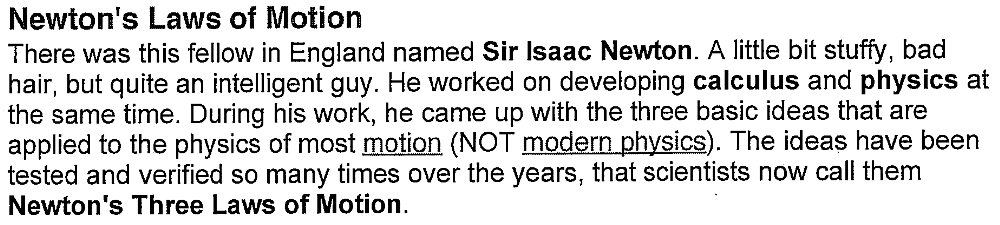 Newton's Laws of Motion
There was this fellow in England named Sir Isaac Newton. A little bit stuffy, bad
hair, but quite an intelligent guy. He worked on developing calculus and physics at
the same time. During his work, he came up with the three basic ideas that are
applied to the physics of most motion (NOT modern physics). The ideas have been
tested and verified so many times over the years, that scientists now call them
Newton's Three Laws of Motion.